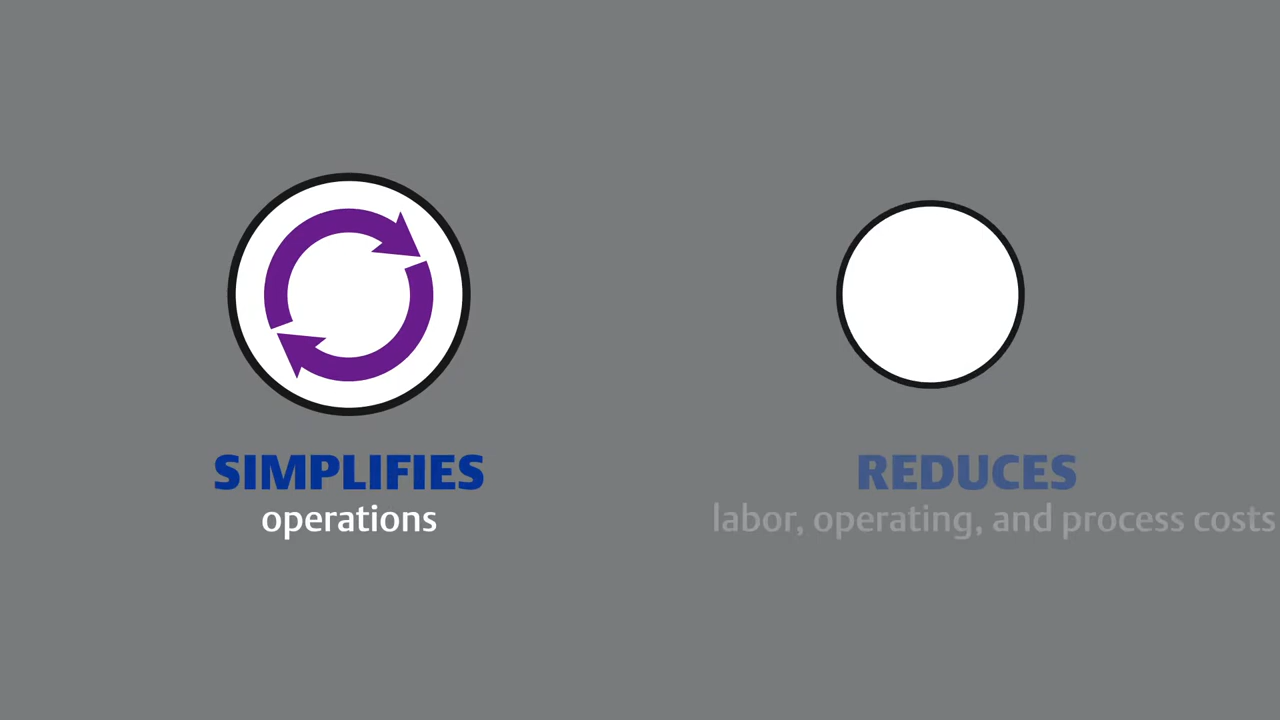 SIMPLIFIES
operations
REDUCES
labor, operating, and process costs